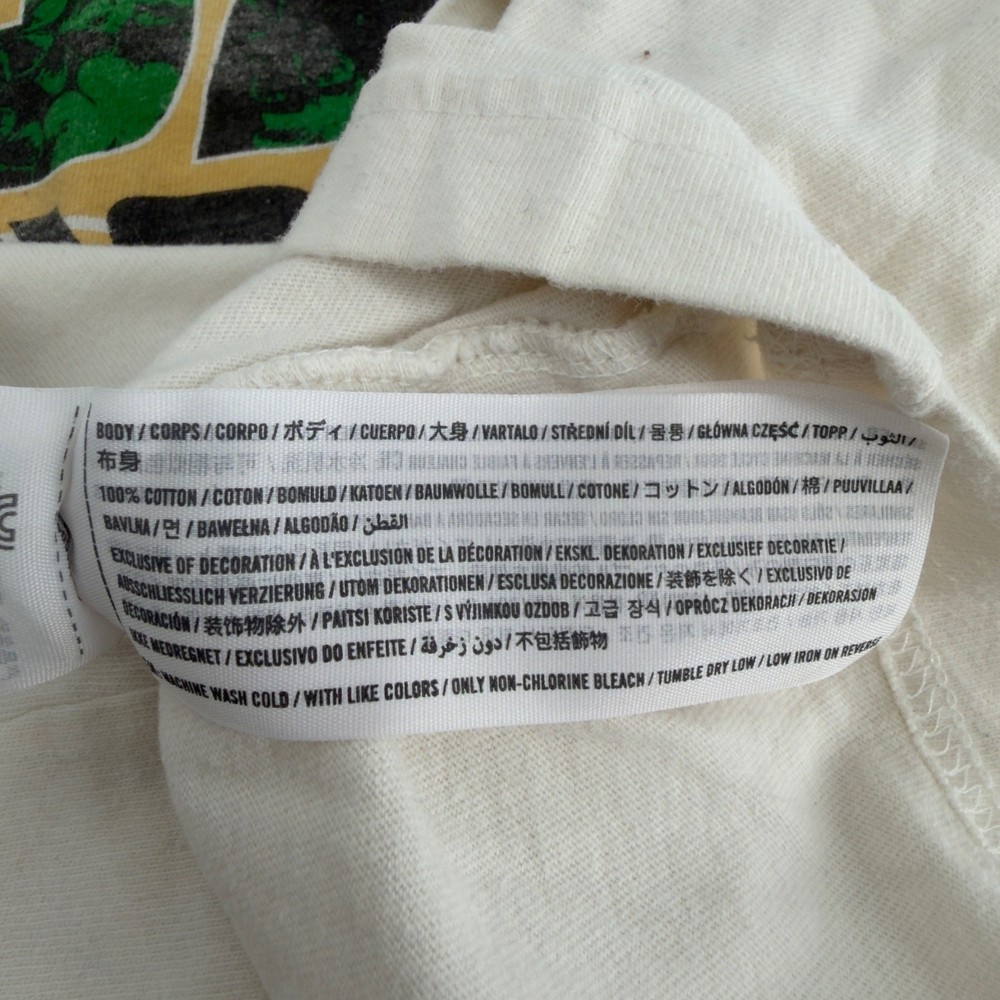 BODY / CORPS / CORPO / ボディ / CUERPO / 大身 / VARTALO / STŘEDNÍ DÍL / 몸통 / GŁÓWNA CZĘŚĆ / TOPP / الثوب /
布身
100% COTTON / COTON / BOMULD / KATOEN / BAUMWOLLE / BOMULL / COTONE / コットン / ALGODÓN / 棉 / PUUVILLAA /
BAVLNA / 면 / BAWEŁNA / ALGODÃO / القطن
EXCLUSIVE OF DECORATION / À L'EXCLUSION DE LA DÉCORATION / EKSKL. DEKORATION / EXCLUSIEF DECORATIE /
AUSSCHLIESSLICH VERZIERUNG / UTOM DEKORATIONEN / ESCLUSA DECORAZIONE / 装飾を除く / EXCLUSIVO DE
DECORACIÓN / 装饰物除外 / PAITSI KORISTE / S VÝJIMKOU OZDOB / 고급 장식 / OPRÓCZ DEKORACJI / DEKORASJON
IKKE MEDREGNET / EXCLUSIVO DO ENFEITE / دون زخرفة / 不包括飾物
MACHINE WASH COLD / WITH LIKE COLORS / ONLY NON-CHLORINE BLEACH / TUMBLE DRY LOW / LOW IRON ON REVERSE